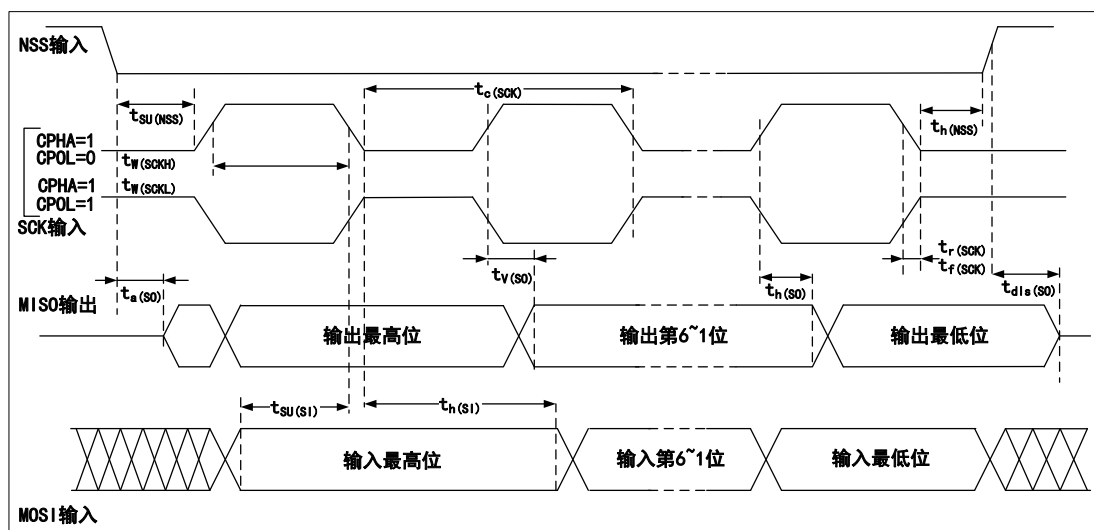 NSS输入
tc(SCK)
tSU(NSS)
th(NSS)
CPHA=1
CPOL=0
tW(SCKH)
CPHA=1
tW(SCKL)
CPOL=1
SCK输入
tr(SCK)
tV(SO)
tf(SCK)
ta(SO)
th(SO)
tdis(SO)
MISO输出
输出最高位
输出第6~1位
输出最低位
tSU(SI)
th(SI)
输入最高位
输入第6~1位
输入最低位
MOSI输入